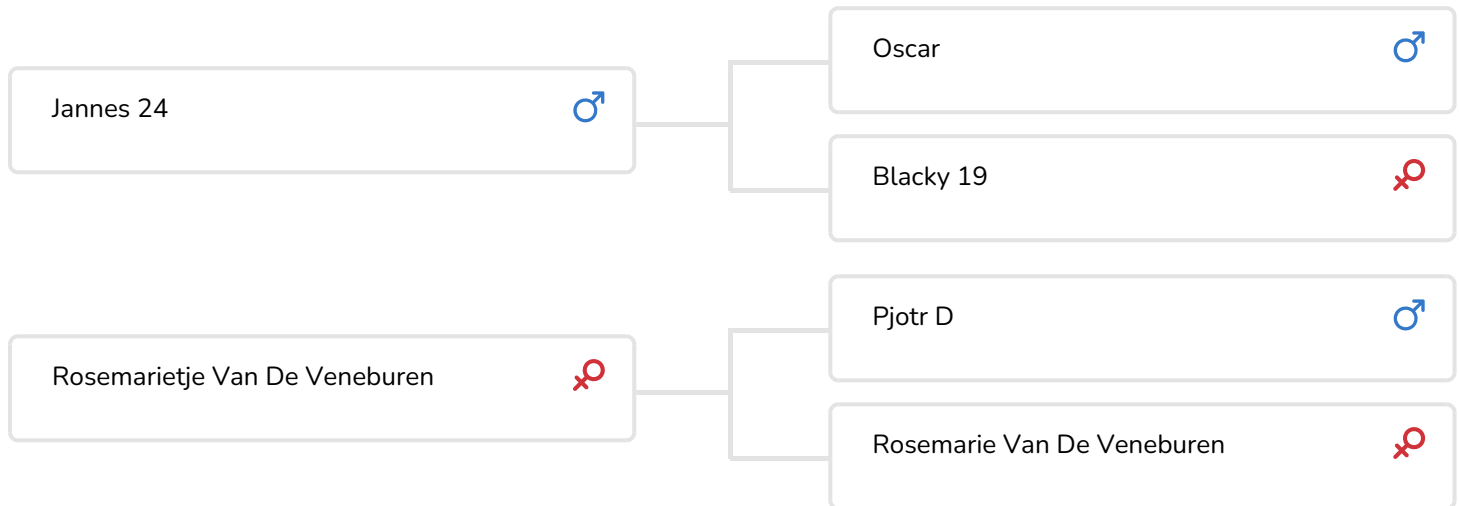 Oscar
Jannes 24
Blacky 19
Pjotr D
Rosemarietje Van De Veneburen
Rosemarie Van De Veneburen